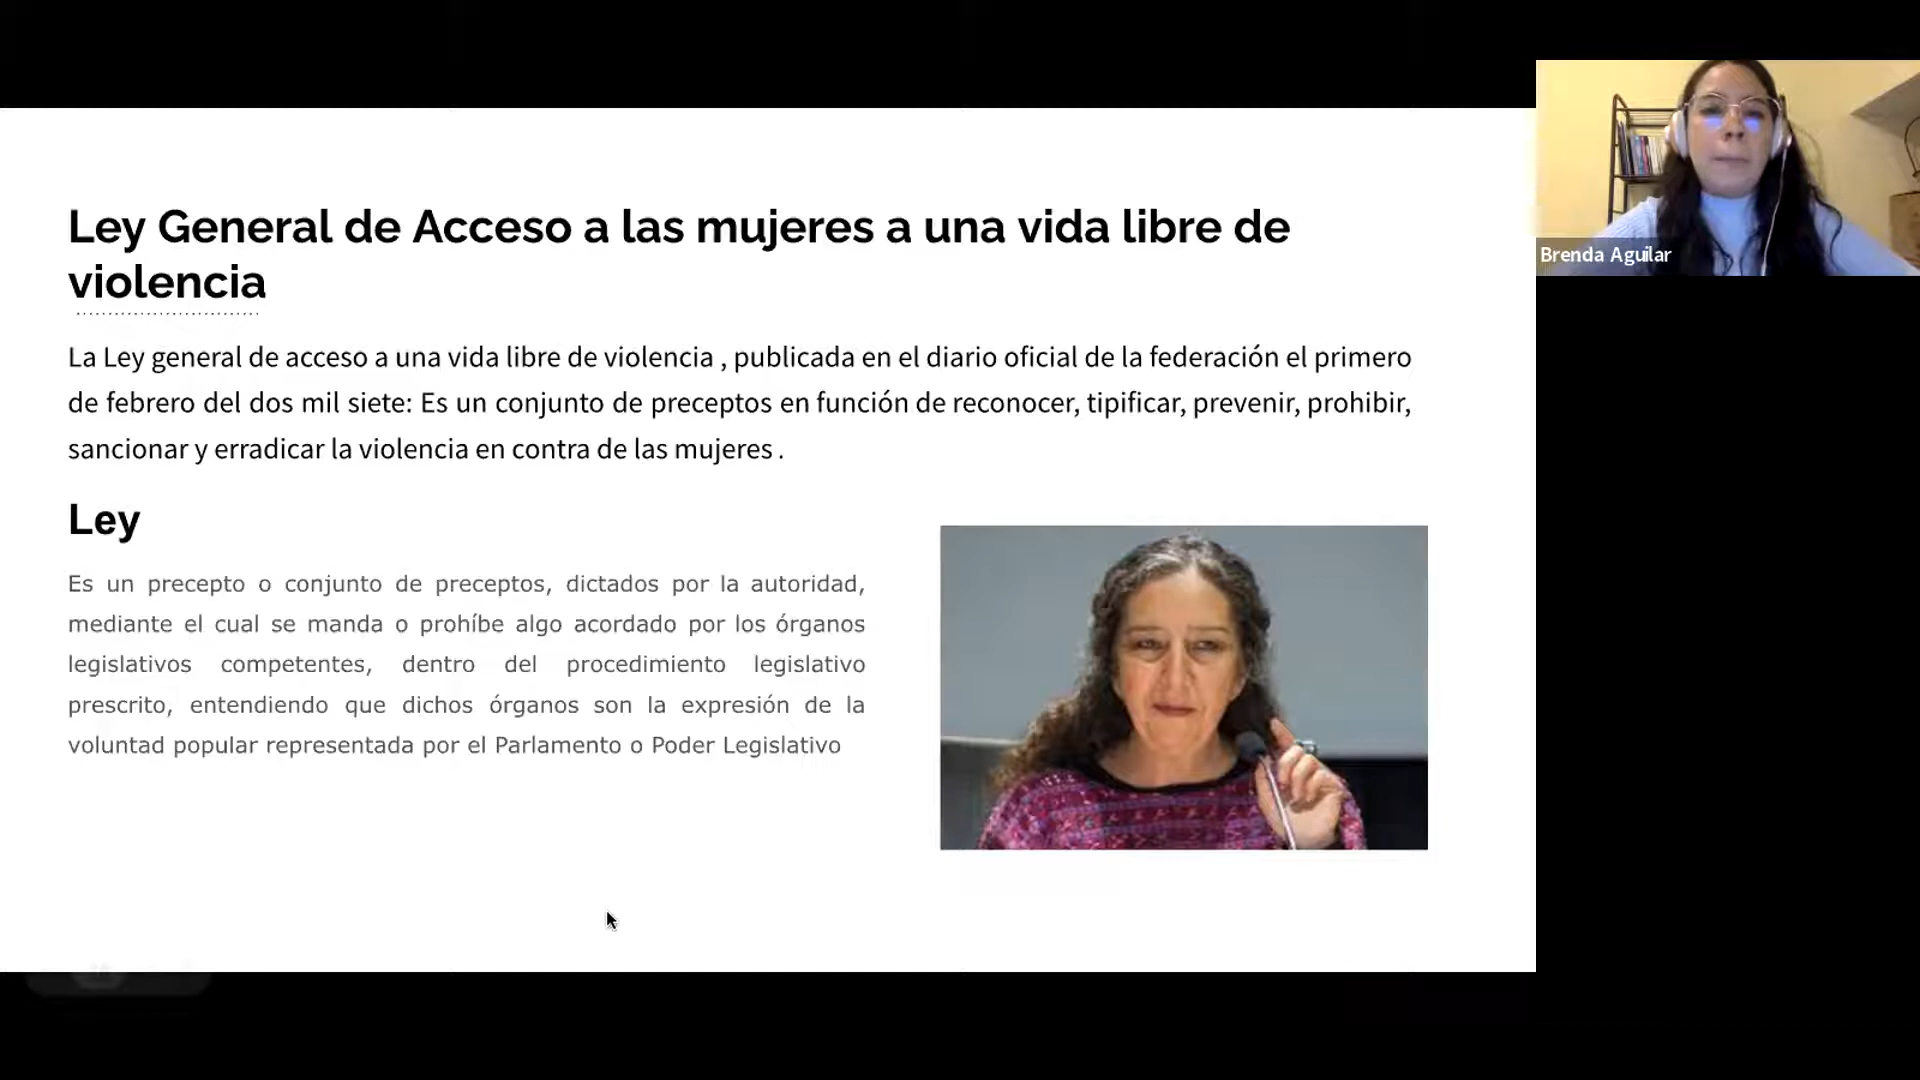 Ley General de Acceso a las mujeres a una vida libre de
violencia
La Ley general de acceso a una vida libre de violencia , publicada en el diario oficial de la federación el primero
de febrero del dos mil siete: Es un conjunto de preceptos en función de reconocer, tipificar, prevenir, prohibir,
sancionar y erradicar la violencia en contra de las mujeres .
Ley
Es un precepto o conjunto de preceptos, dictados por la autoridad,
mediante el cual se manda o prohíbe algo acordado por los órganos
legislativos competentes, dentro del procedimiento legislativo
prescrito, entendiendo que dichos órganos son la expresión de la
voluntad popular representada por el Parlamento o Poder Legislativo
Brenda Aguilar